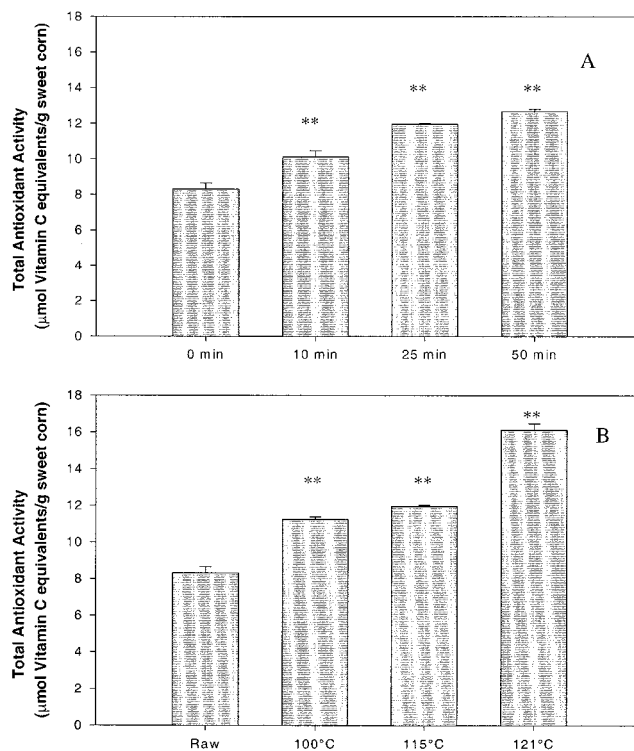 Total Antioxidant Activity
(μmol Vitamin C equivalents/g sweet corn)
18
16
14
12
10
8
6
4
2
0
A
**
**
**
0 min
10 min
25 min
50 min
Total Antioxidant Activity
(μmol Vitamin C equivalents/g sweet corn)
18
16
14
12
10
8
6
4
2
0
B
**
**
**
Raw
100°C
115°C
121°C